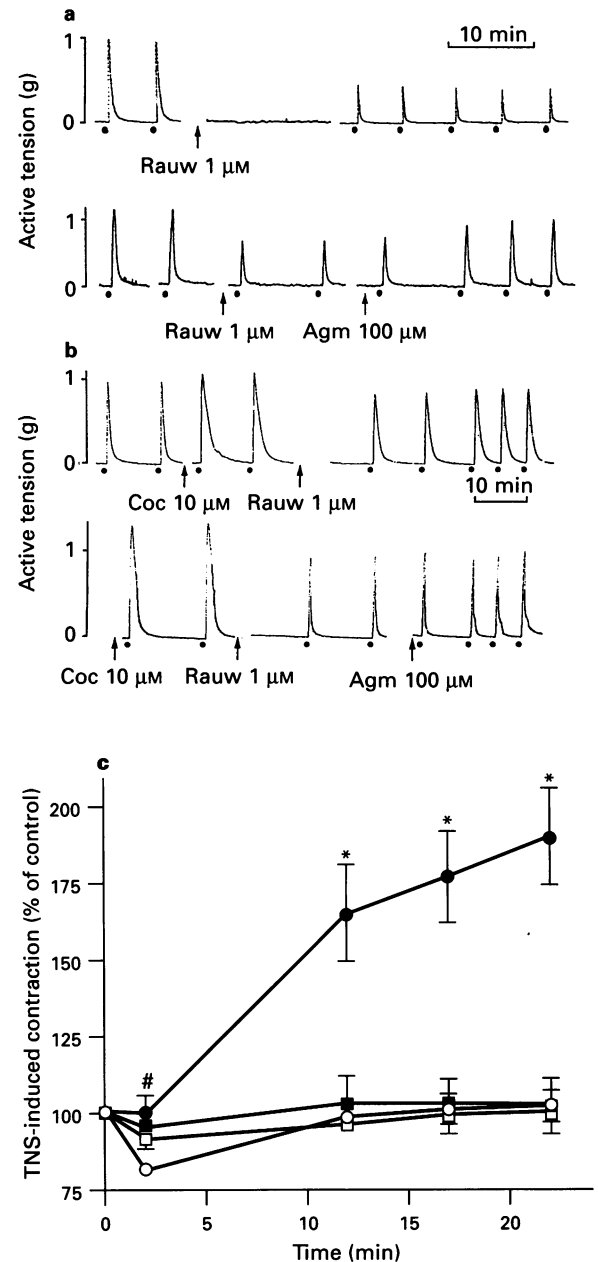 a
10 min
1
0
Active tension (g)
Rauw 1 μM
1
0
Rauw 1 μM Agm 100 μM
b
1
0
Active tension (g)
Coc 10 μM Rauw 1 μM
10 min
1
0
Coc 10 μM Rauw 1 μM Agm 100 μM
c
TNS-induced contraction (% of control)
200
175
150
125
100
75
* * *
#
0 5 10 15 20
Time (min)